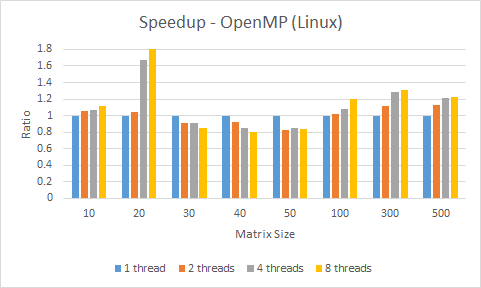 Speedup - OpenMP (Linux)
1.8
1.6
1.4
1.2
1
0.8
0.6
0.4
0.2
0
Ratio
10 20 30 40 50 100 300 500
Matrix Size
1 thread 2 threads 4 threads 8 threads